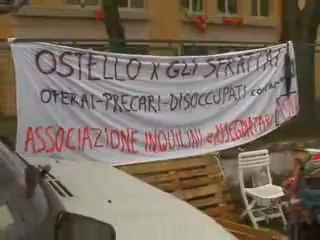 OSTELLO X GLI SFRATTATI
OPERAI-PRECARI-DISOCCUPATI
ASSOCIAZIONE INQUILINI e ASSEGNATARI